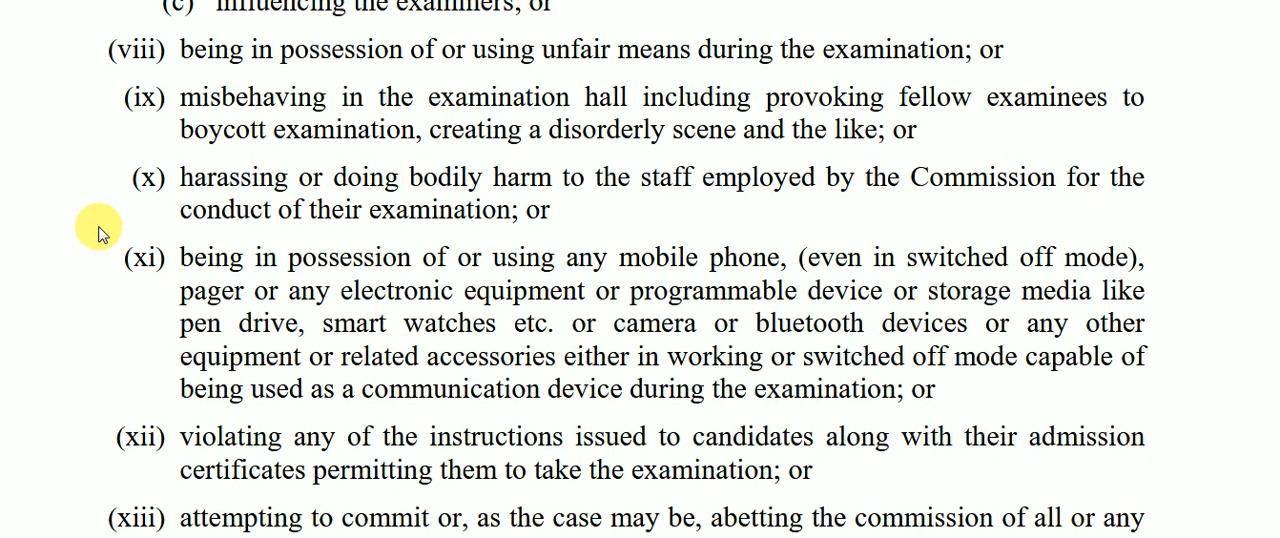 (c) influencing the examiners; or
(viii) being in possession of or using unfair means during the examination; or
(ix) misbehaving in the examination hall including provoking fellow examinees to
boycott examination, creating a disorderly scene and the like; or
(x) harassing or doing bodily harm to the staff employed by the Commission for the
conduct of their examination; or
(xi) being in possession of or using any mobile phone, (even in switched off mode),
pager or any electronic equipment or programmable device or storage media like
pen drive, smart watches etc. or camera or bluetooth devices or any other
equipment or related accessories either in working or switched off mode capable of
being used as a communication device during the examination; or
(xii) violating any of the instructions issued to candidates along with their admission
certificates permitting them to take the examination; or
(xiii) attempting to commit or, as the case may be, abetting the commission of all or any